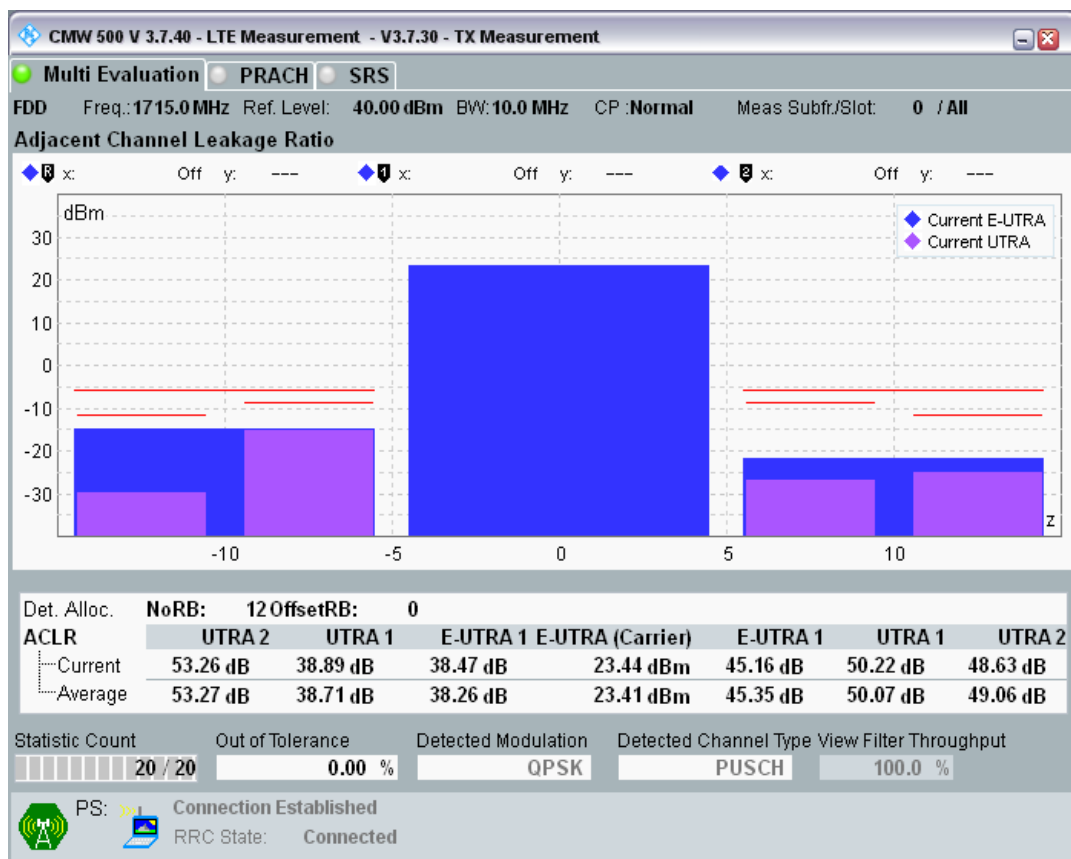 CMW 500 V 3.7.40 - LTE Measurement - V3.7.30 - TX Measurement
Multi Evaluation PRACH SRS
FDD Freq.:1715.0 MHz Ref. Level: 40.00 dBm BW:10.0 MHz CP :Normal Meas Subfr./Slot: 0 / All
Adjacent Channel Leakage Ratio
R x: Off y: --- 1 x: Off y: --- 2 x: Off y: ---
dBm
Current E-UTRA
Current UTRA
30
20
10
0
-10
-20
-30
z
-10 -5 0 5 10
Det. Alloc. NoRB: 12 OffsetRB: 0
ACLR UTRA 2 UTRA 1 E-UTRA 1 E-UTRA (Carrier) E-UTRA 1 UTRA 1 UTRA 2
Current 53.26 dB 38.89 dB 38.47 dB 23.44 dBm 45.16 dB 50.22 dB 48.63 dB
Average 53.27 dB 38.71 dB 38.26 dB 23.41 dBm 45.35 dB 50.07 dB 49.06 dB
Statistic Count Out of Tolerance Detected Modulation Detected Channel Type View Filter Throughput
20 / 20 0.00 % QPSK PUSCH 100.0 %
PS: Connection Established
RRC State: Connected